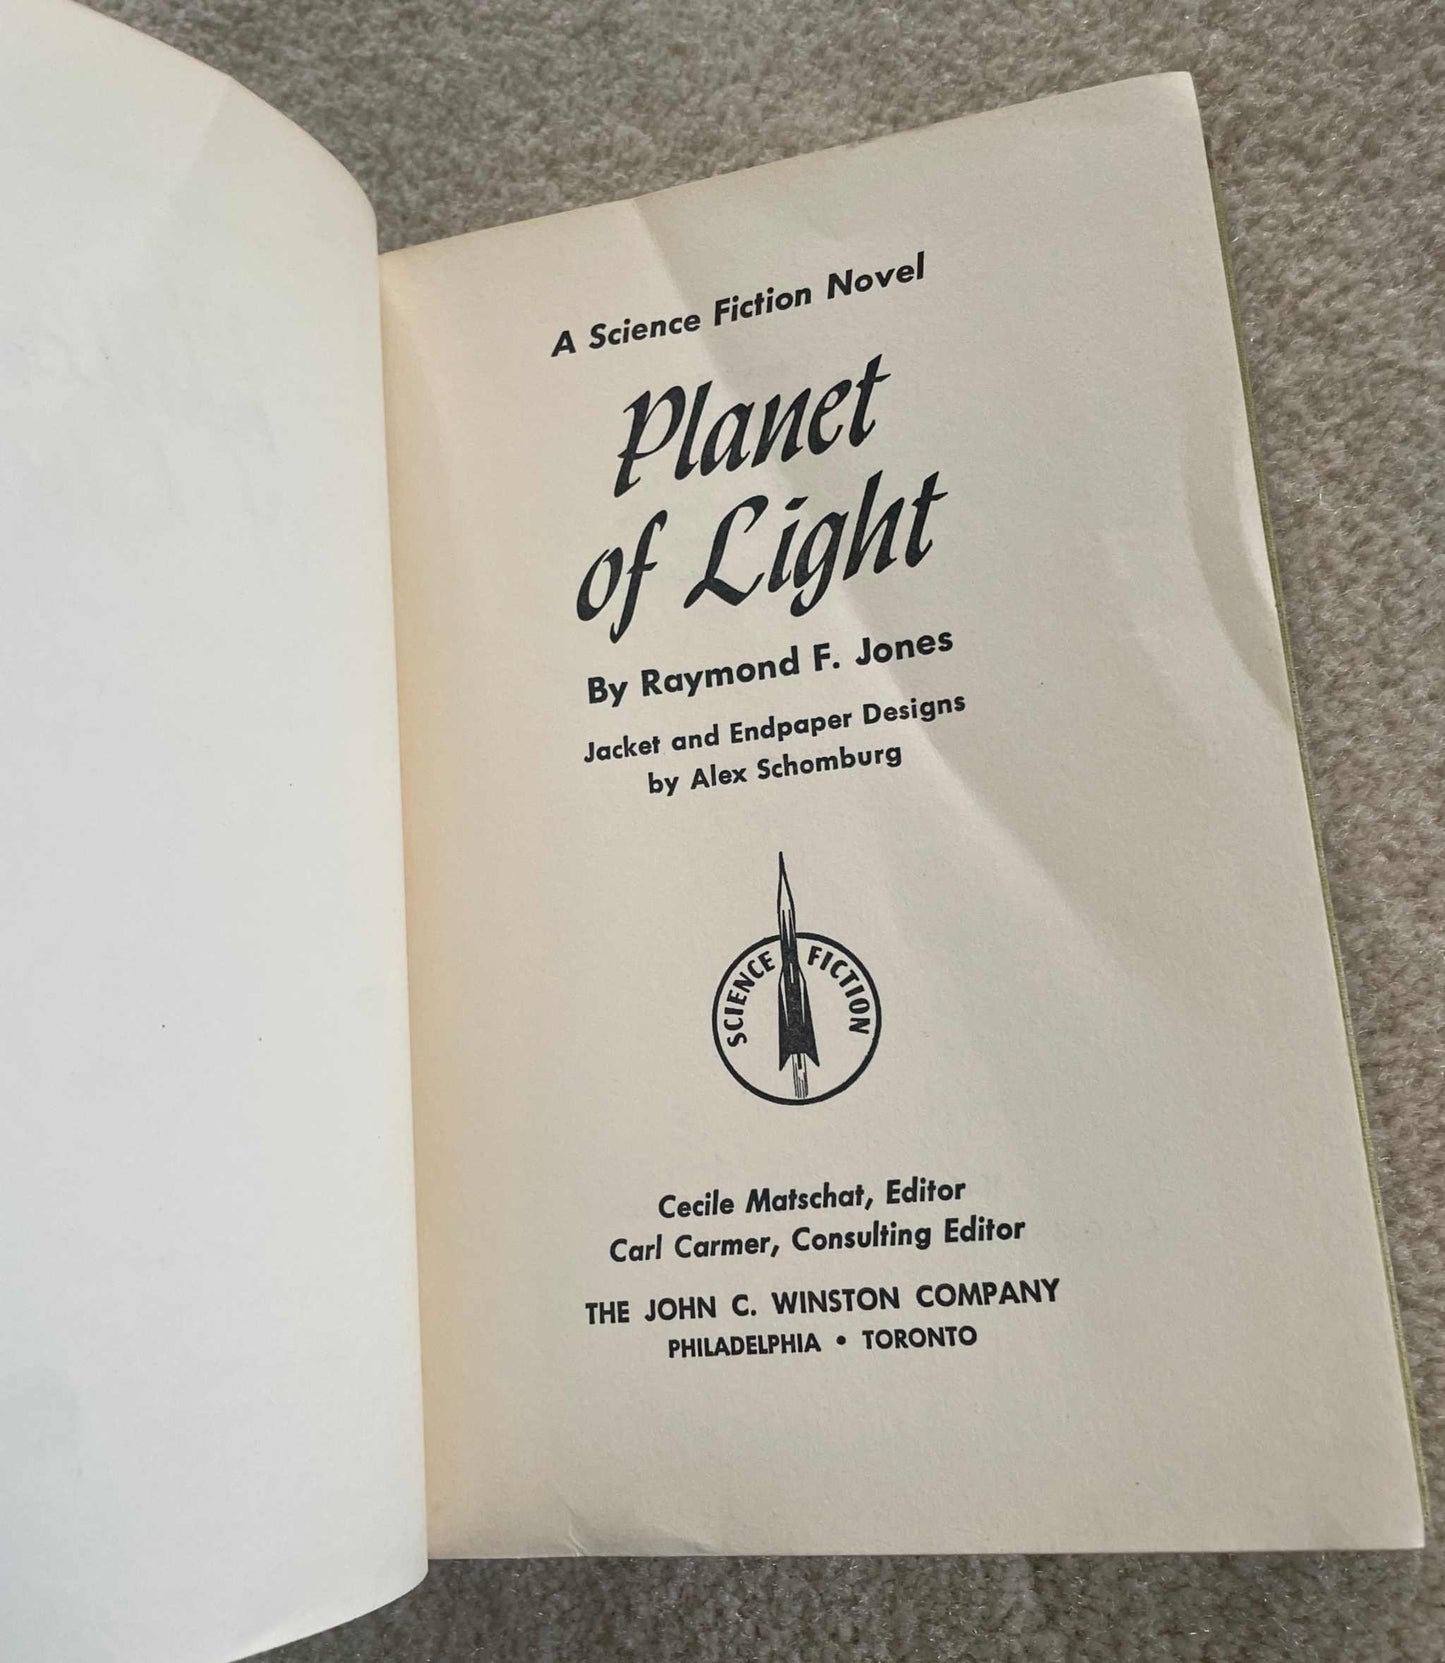 A Science Fiction Novel
Planet
of Light
By Raymond F. Jones
Jacket and Endpaper Designs
by Alex Schomburg
SCIENCE FICTION
Cecile Matschat, Editor
Carl Carmer, Consulting Editor
THE JOHN C. WINSTON COMPANY
PHILADELPHIA • TORONTO